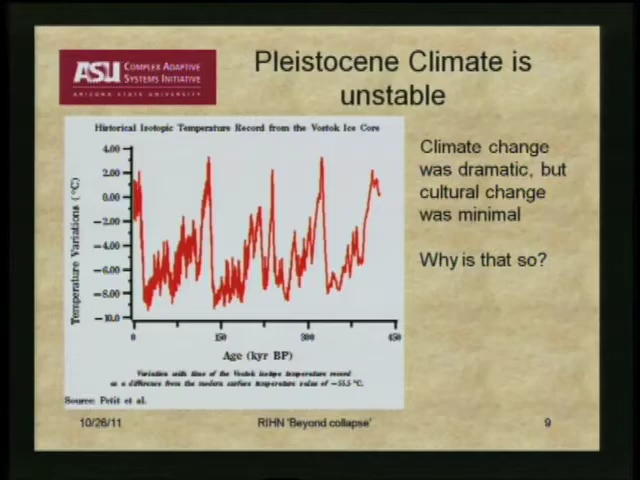 ASU COMPLEX ADAPTIVE
SYSTEMS INITIATIVE
ARIZONA STATE UNIVERSITY
Pleistocene Climate is
unstable
Historical Isotopic Temperature Record from the Vostok Ice Core
Temperature Variations (°C)
4.00
2.00
0.00
-2.00
-4.00
-6.00
-8.00
-10.0
0
150
300
450
Age (kyr BP)
Variation with time of the Vostok isotope temperature record
as a difference from the modern surface temperature value of -55.5 °C.
Source: Petit et al.
Climate change
was dramatic, but
cultural change
was minimal
Why is that so?
10/26/11
RIHN 'Beyond collapse'
9